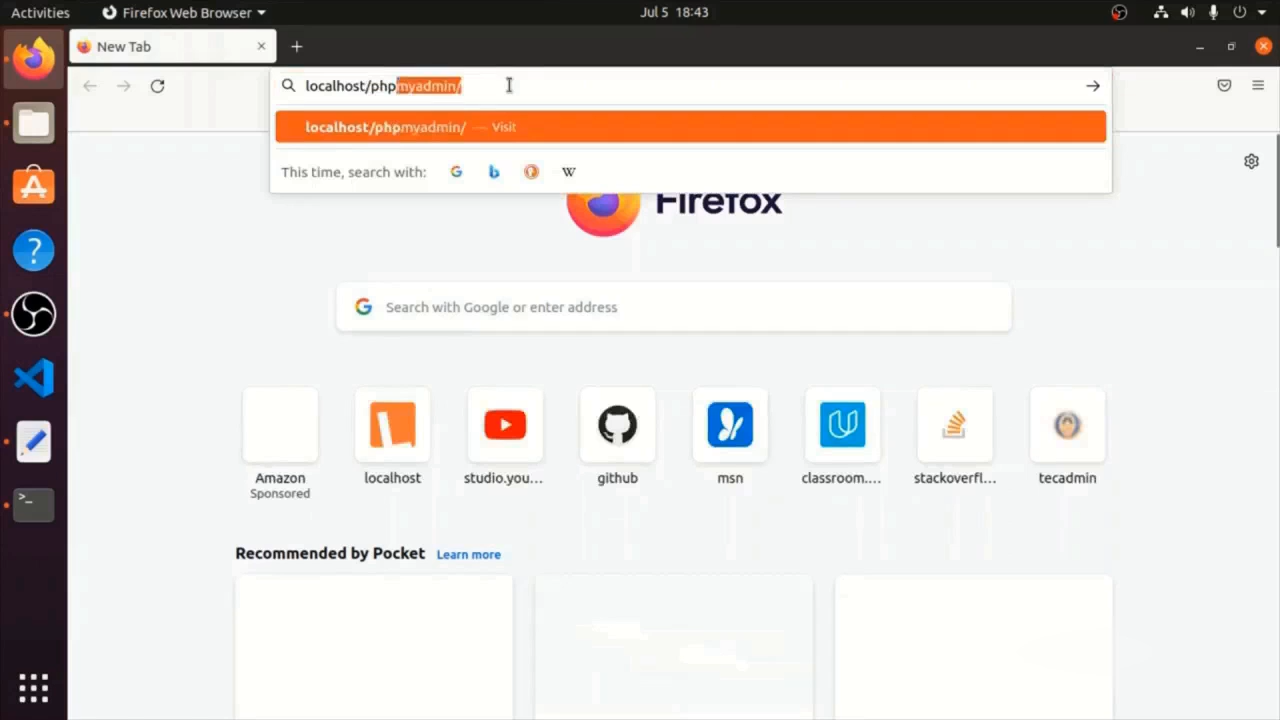 Activities Firefox Web Browser Jul 5 18:43
New Tab
localhost/phpmyadmin/
localhost/phpmyadmin/ — Visit
This time, search with:
Firefox
Search with Google or enter address
Amazon
Sponsored
localhost
studio.you...
github
msn
classroom....
stackoverfl...
tecadmin
Recommended by Pocket Learn more